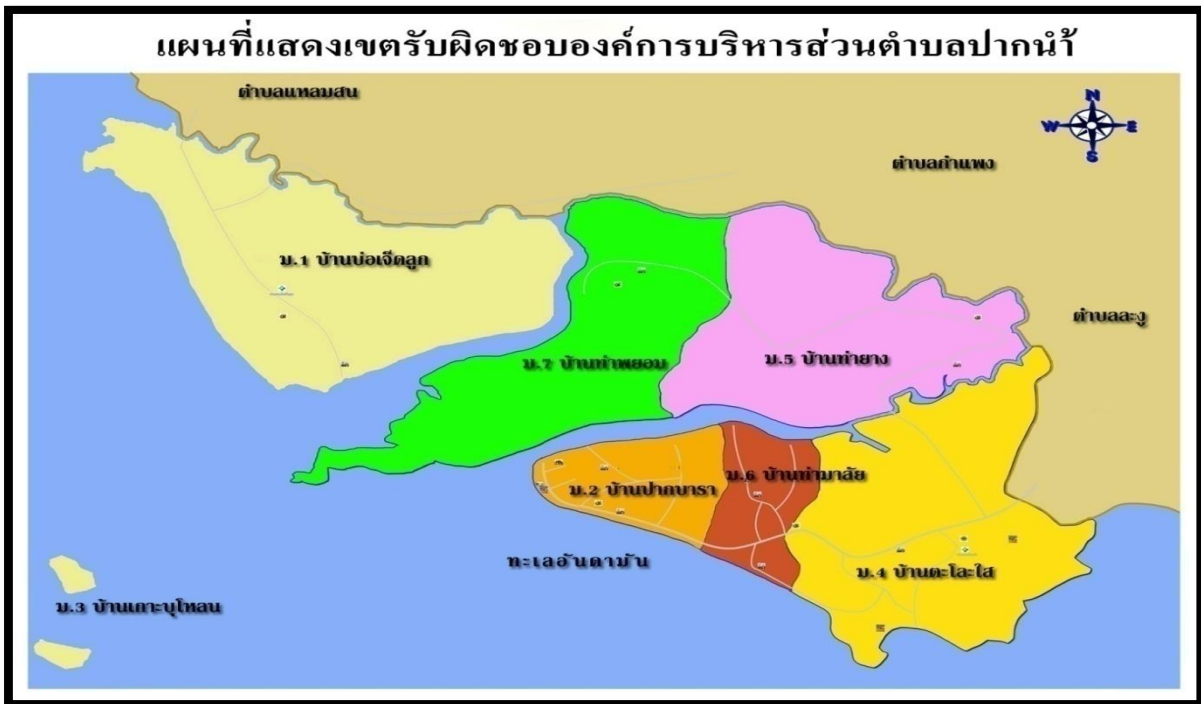 แผนที่แสดงเขตรับผิดชอบองค์การบริหารส่วนตำบลปากน้ำ
ตำบลแหลมสน
N
W E
S
ตำบลกำแพง
ม.1 บ้านบ่อเจ็ดลูก
ตำบลละงู
ม.7 บ้านท่าพยอม
ม.5 บ้านท่ายาง
ม.6 บ้านท่ามาลัย
ม.2 บ้านปากบารา
ทะเลอันดามัน
ม.4 บ้านตะโละใส
ม.3 บ้านเกาะบุโหลน